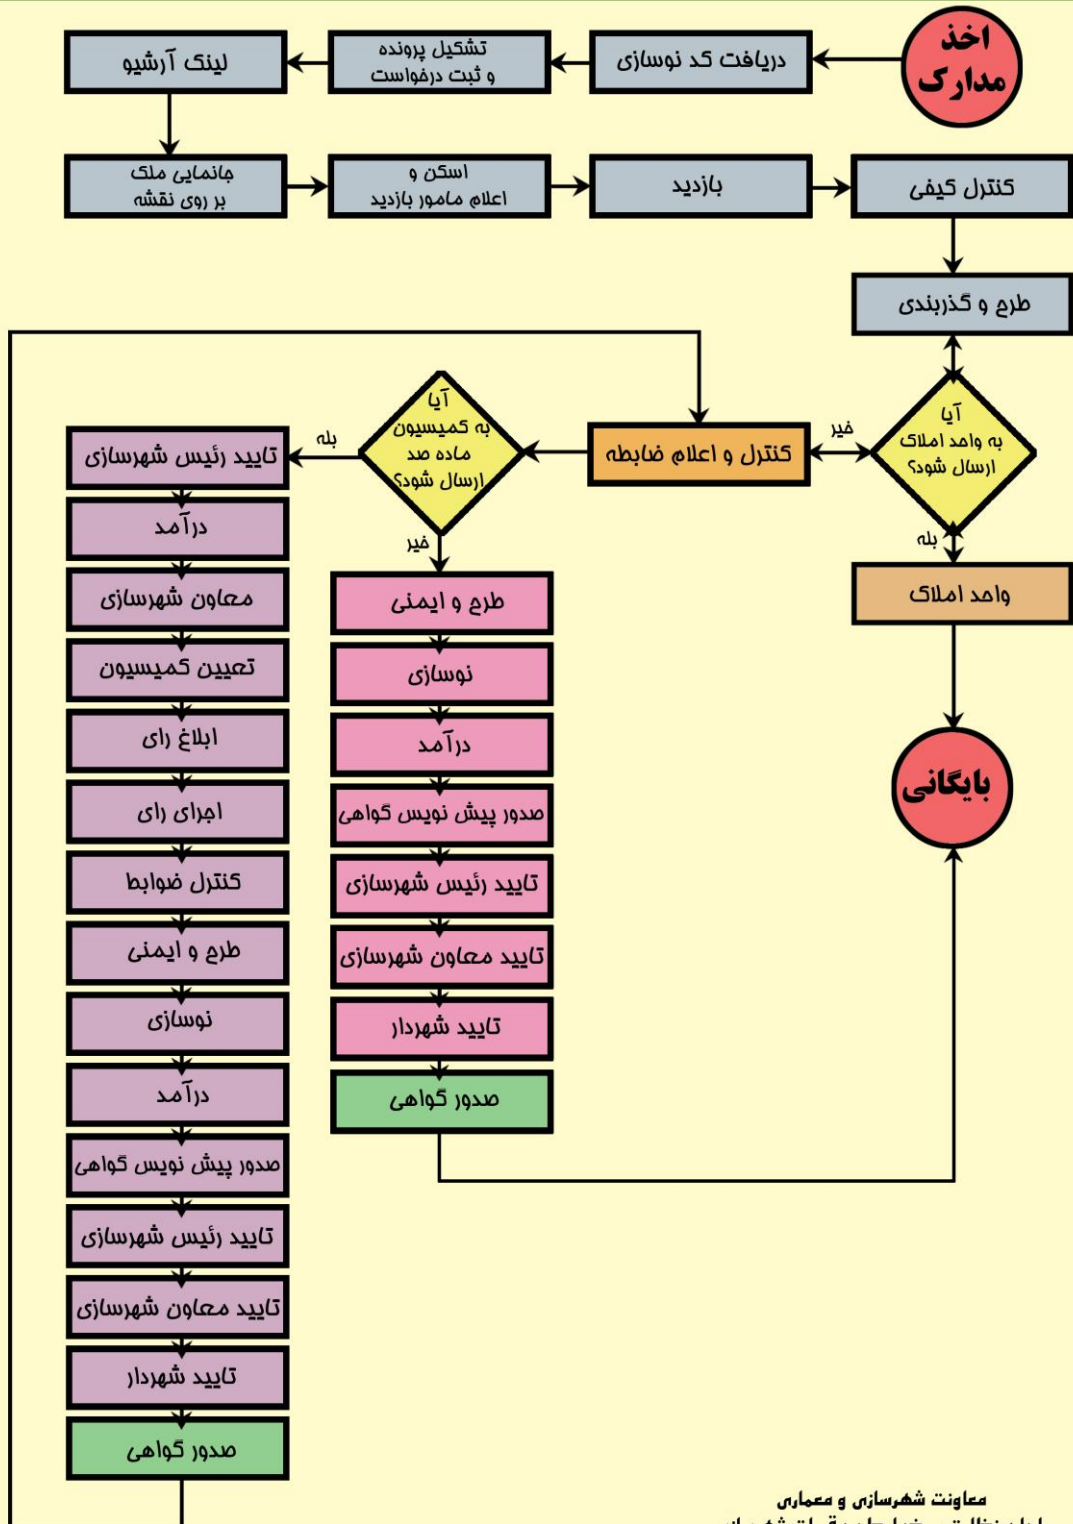 اخذ
مدارک
دریافت کد نوسازی
تشکیل پرونده
و ثبت درخواست
لینک آرشیو
جانمایی ملک
بر روی نقشه
اسکن و
اعلام مامور بازدید
بازدید
کنترل کیفی
طرح و گذربندی
آیا
به واحد املاک
ارسال شود؟
خیر
بله
واحد املاک
بایگانی
کنترل و اعلام ضابطه
آیا
به کمیسیون
ماده صد
ارسال شود؟
بله
خیر
طرح و ایمنی
نوسازی
درآمد
صدور پیش نویس گواهی
تایید رئیس شهرسازی
تایید معاون شهرسازی
تایید شهردار
صدور گواهی
تایید رئیس شهرسازی
درآمد
معاون شهرسازی
تعیین کمیسیون
ابلاغ رای
اجرای رای
کنترل ضوابط
طرح و ایمنی
نوسازی
درآمد
صدور پیش نویس گواهی
تایید رئیس شهرسازی
تایید معاون شهرسازی
تایید شهردار
صدور گواهی
معاونت شهرسازی و معماری